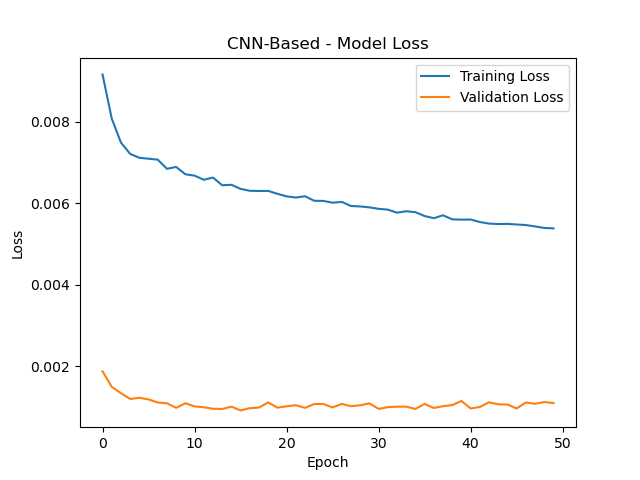 CNN-Based - Model Loss
Training Loss
Validation Loss
0.008
0.006
0.004
0.002
Loss
0 10 20 30 40 50
Epoch